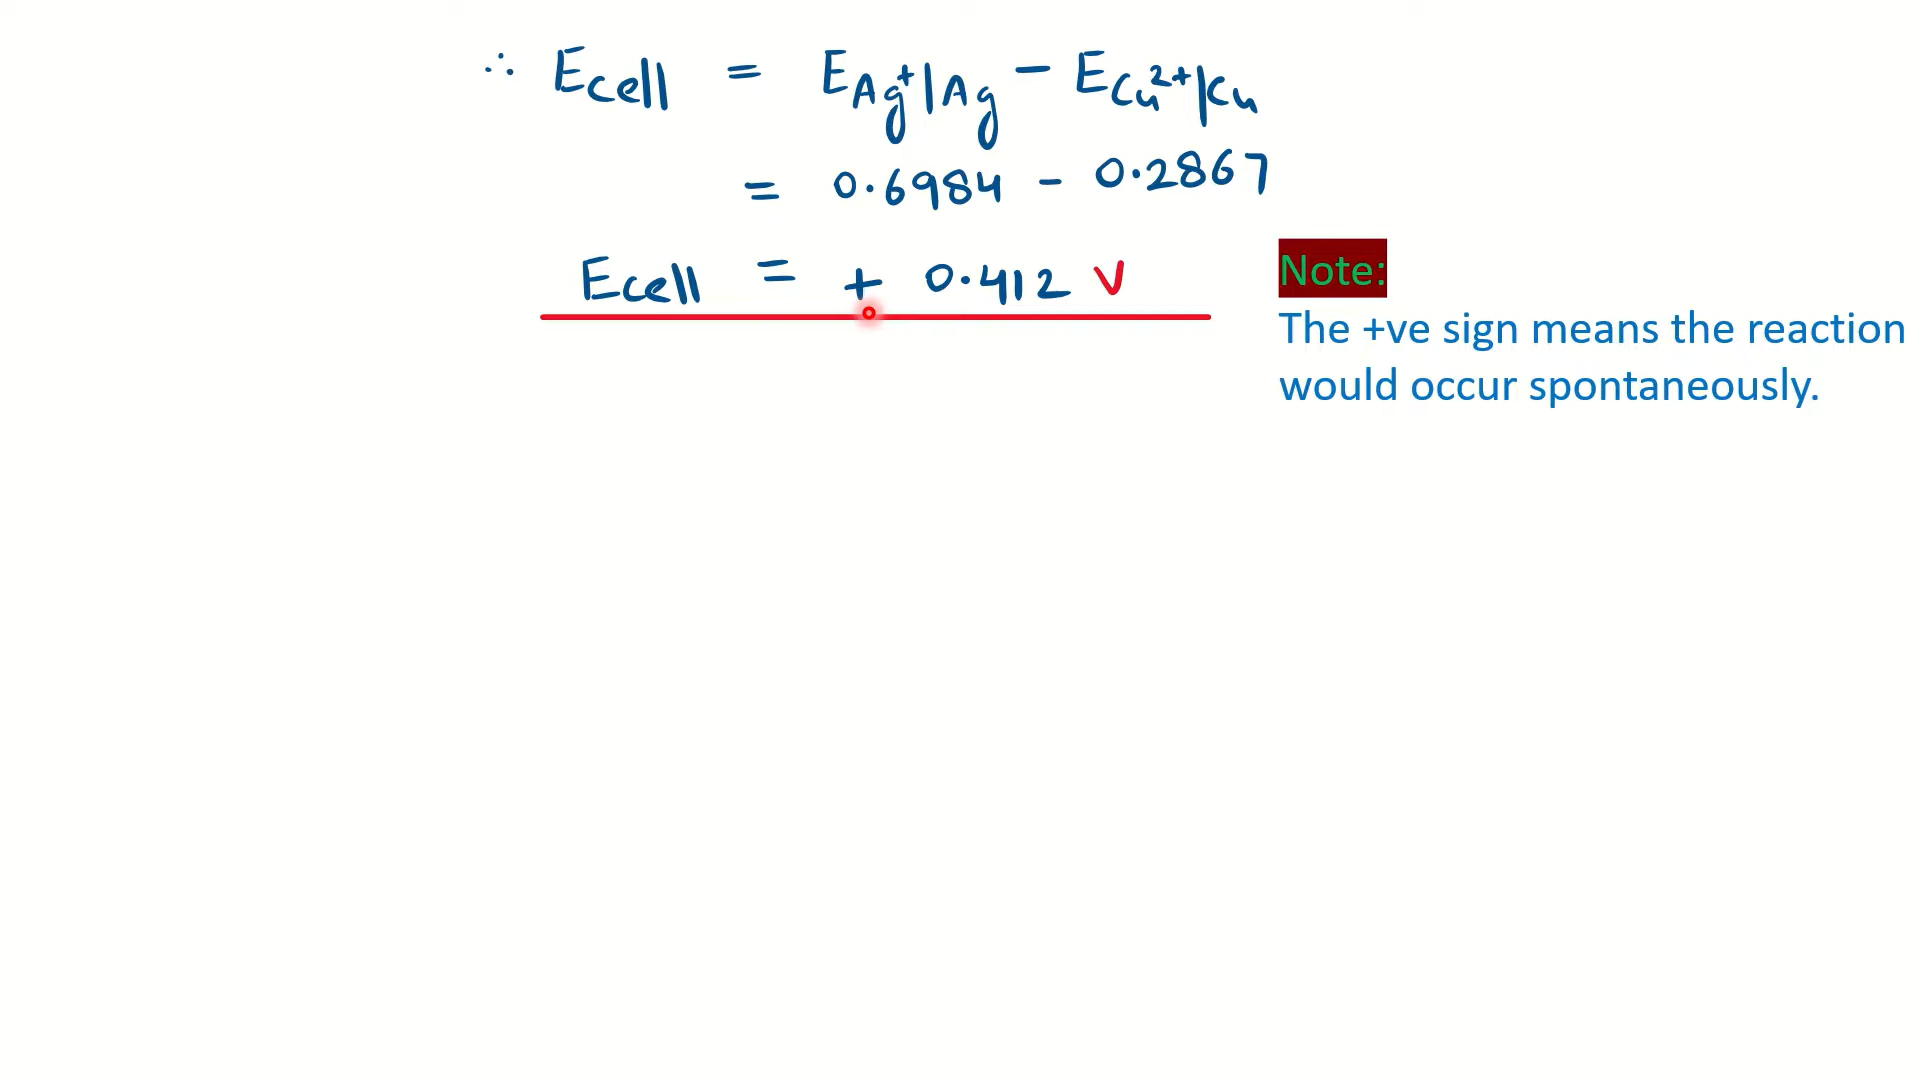 ∴ Ecell = EAg⁺|Ag − ECu²⁺|Cu
= 0.6984 - 0.2867
Ecell = + 0.412 V
Note:
The +ve sign means the reaction
would occur spontaneously.